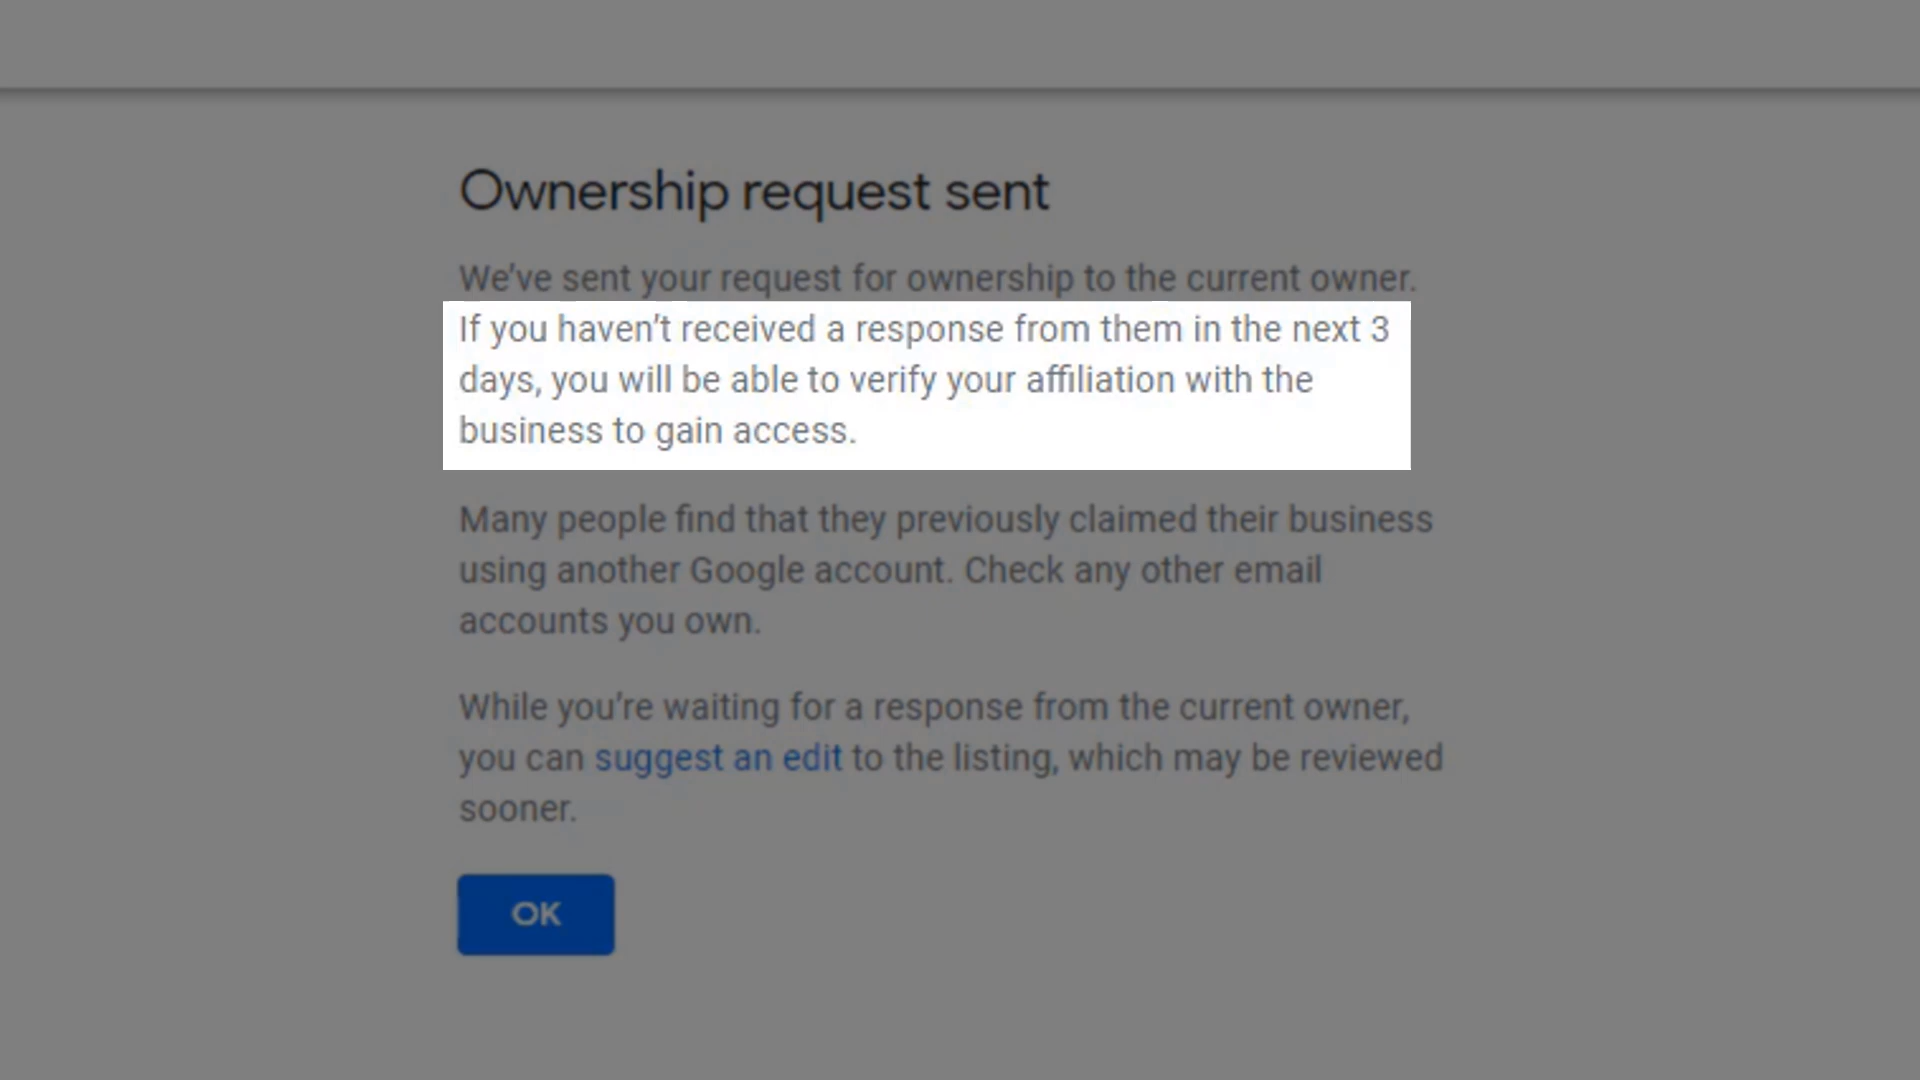 Ownership request sent
We've sent your request for ownership to the current owner.
If you haven't received a response from them in the next 3
days, you will be able to verify your affiliation with the
business to gain access.
Many people find that they previously claimed their business
using another Google account. Check any other email
accounts you own.
While you're waiting for a response from the current owner,
you can suggest an edit to the listing, which may be reviewed
sooner.
OK